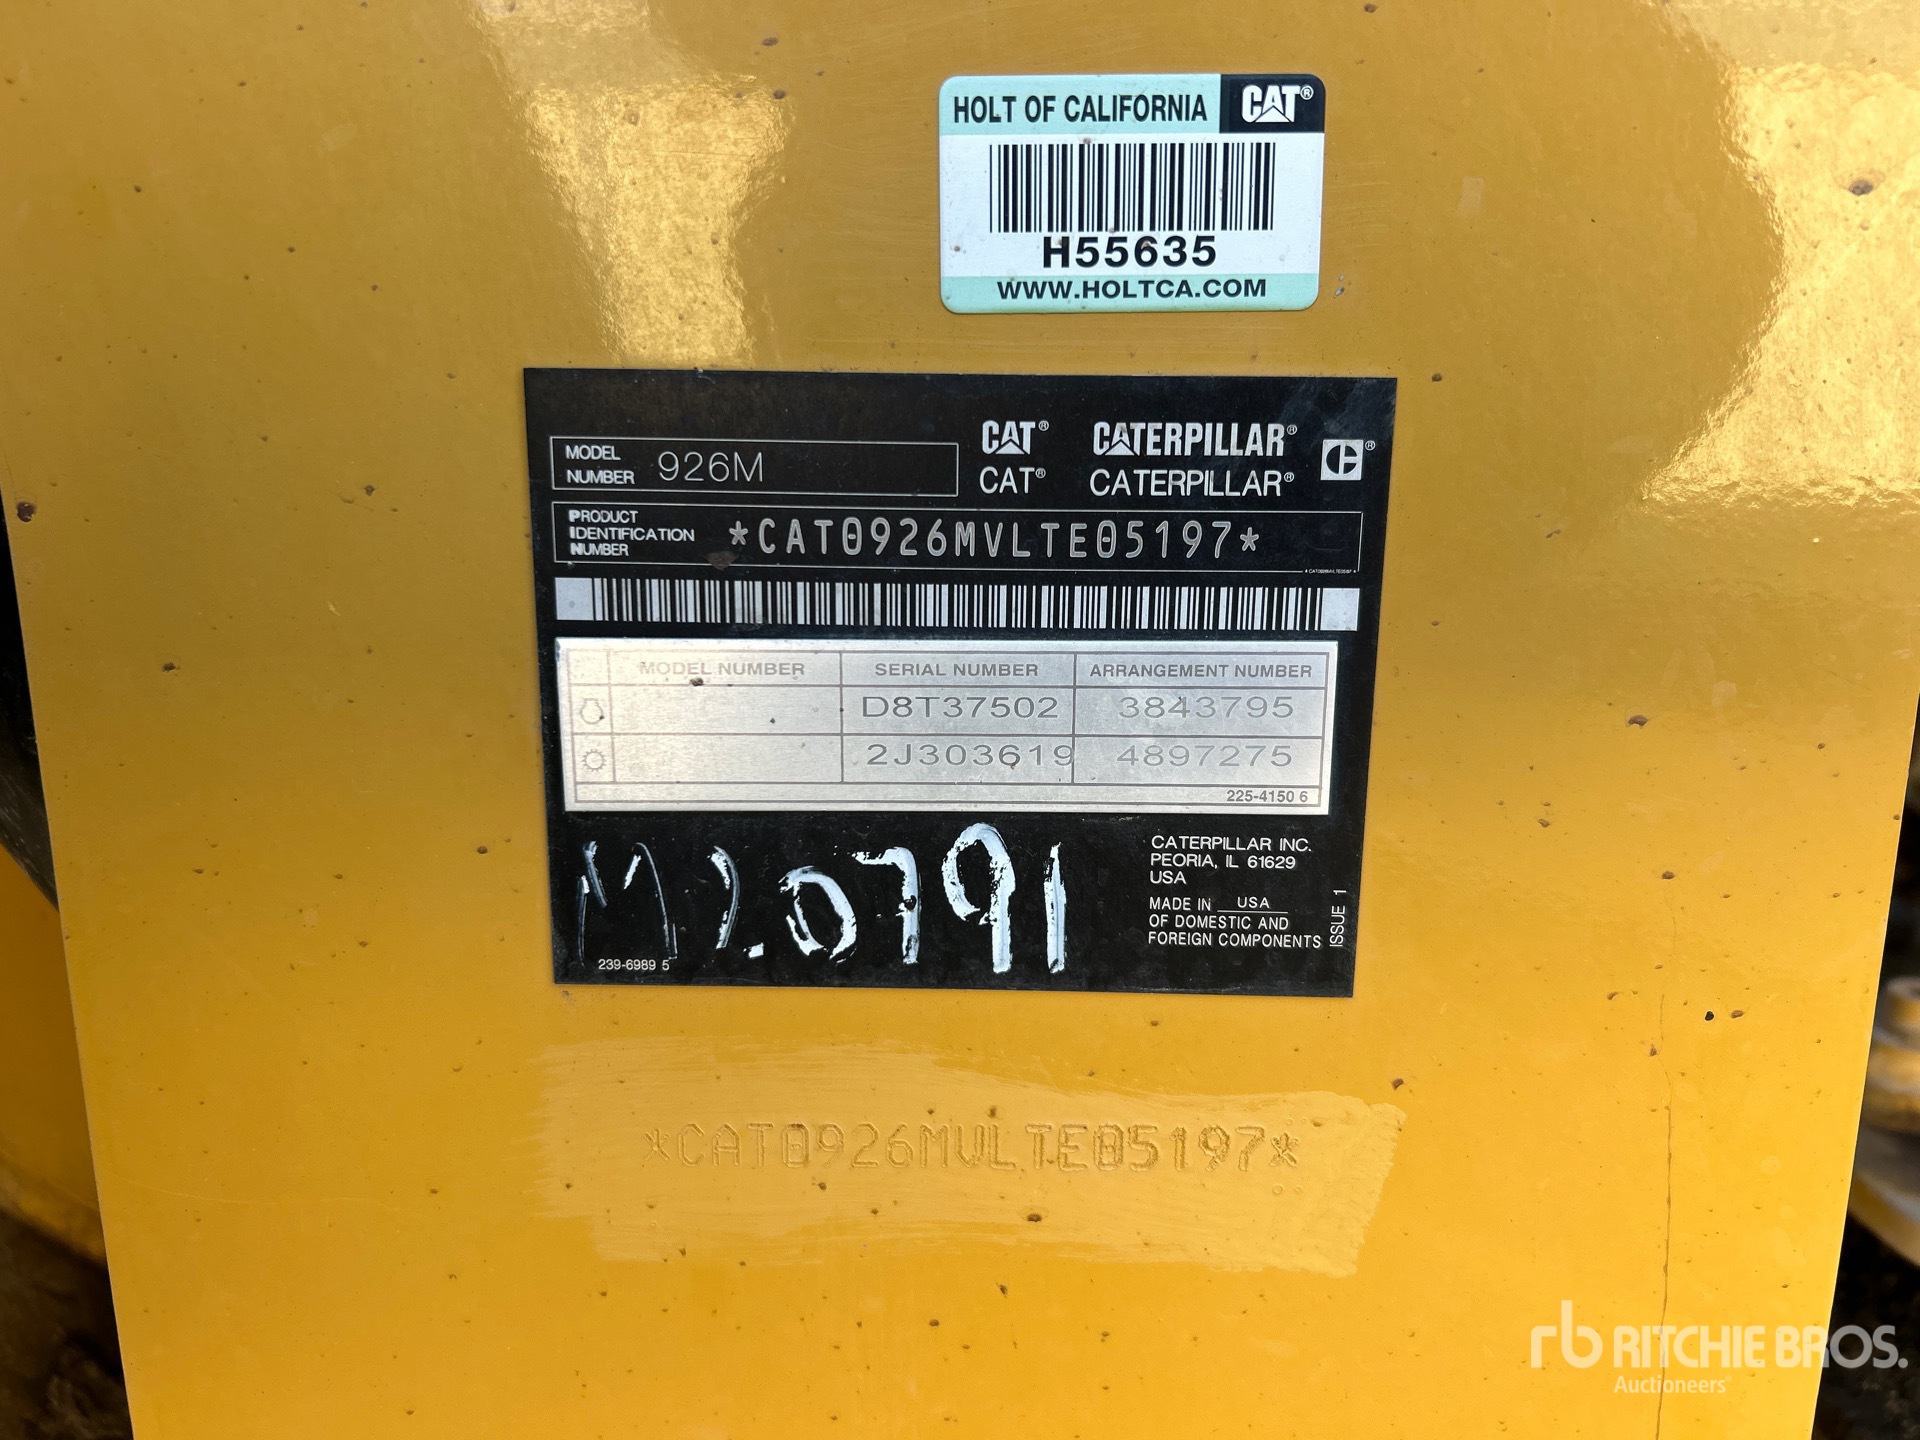 HOLT OF CALIFORNIA CAT®
H55635
WWW.HOLTCA.COM
MODEL NUMBER 926M
CAT® CATERPILLAR®
CAT® CATERPILLAR®
PRODUCT IDENTIFICATION NUMBER *CAT0926MVLTE05197*
*CAT0926MVLTE05197*
MODEL NUMBER SERIAL NUMBER ARRANGEMENT NUMBER
D8T37502 3843795
2J303619 4897275
225-4150 6
M20791
239-6989 5
CATERPILLAR INC.
PEORIA, IL 61629
USA
MADE IN USA
OF DOMESTIC AND
FOREIGN COMPONENTS
ISSUE 1
*CAT0926MVLTE05197*
rb RITCHIE BROS.
Auctioneers